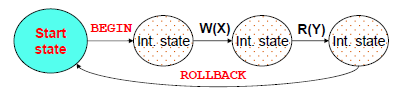 Start
state
BEGIN
Int. state
W(X)
Int. state
R(Y)
Int. state
ROLLBACK